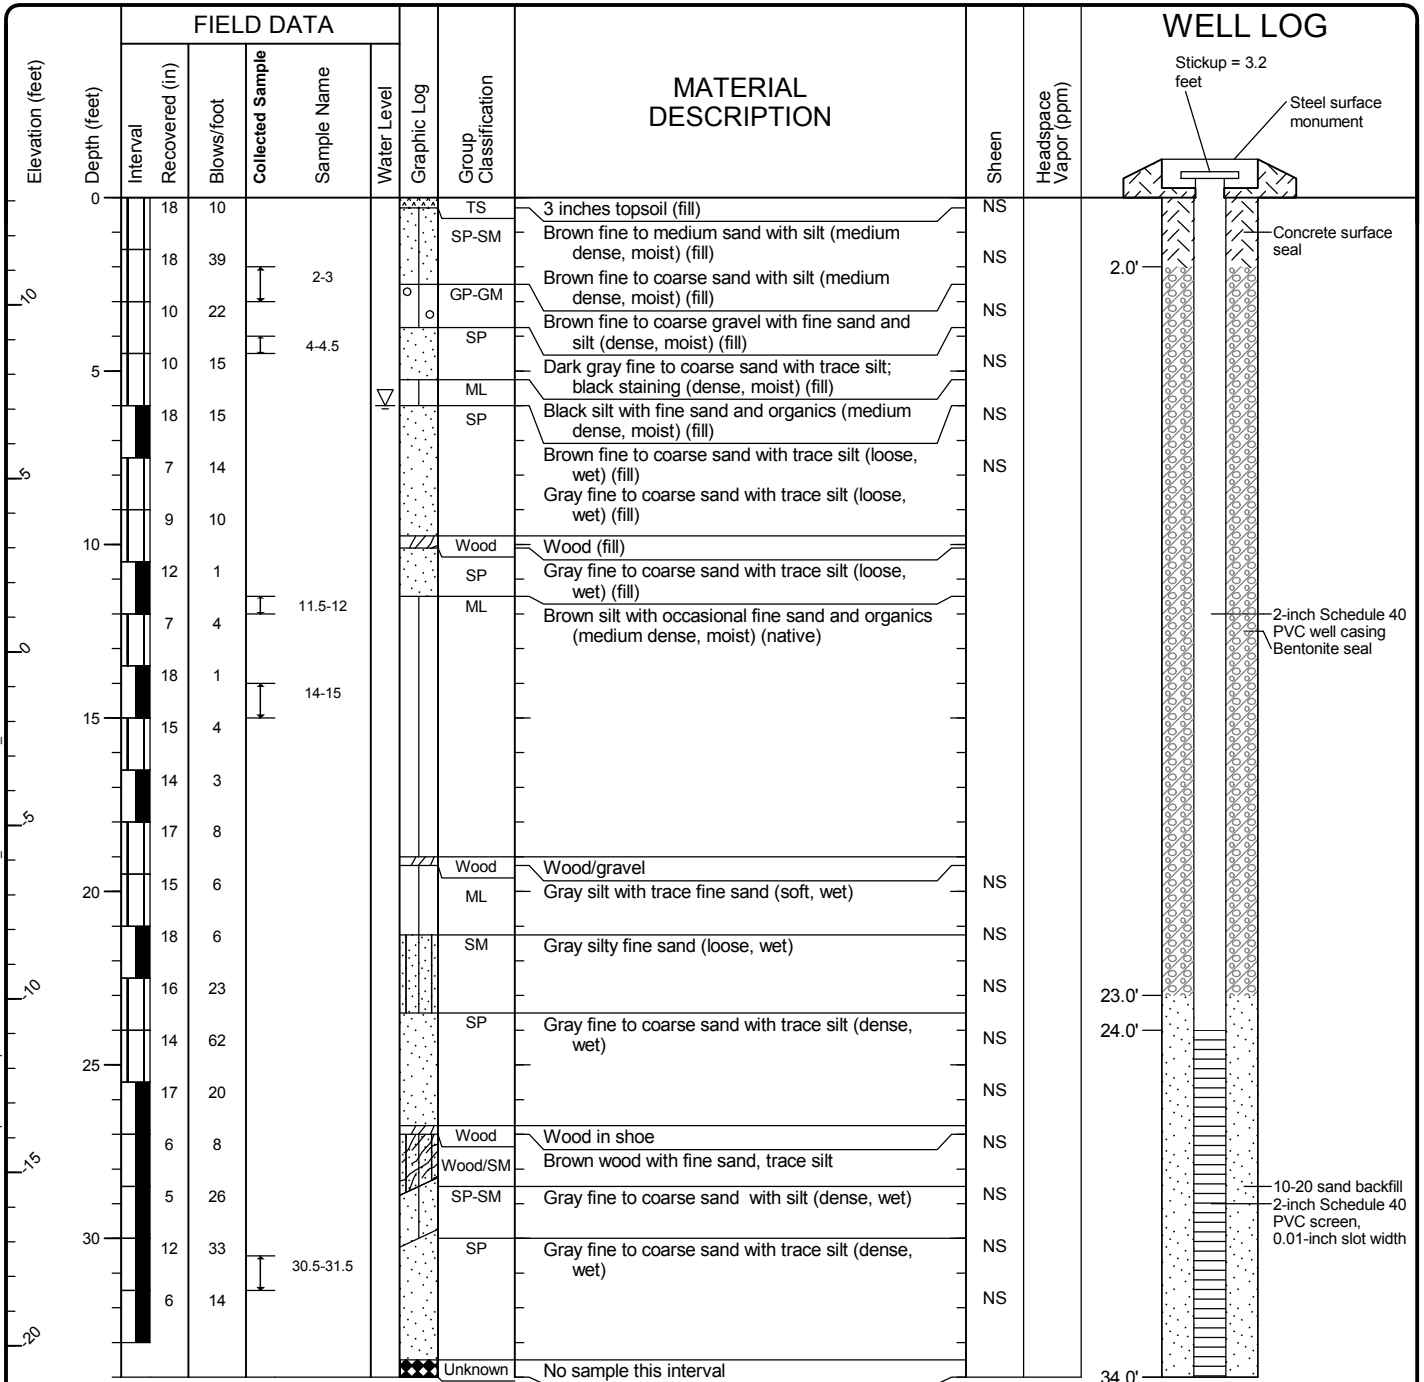 FIELD DATA
WELL LOG
Elevation (feet)
Depth (feet)
Interval
Recovered (in)
Blows/foot
Collected Sample
Sample Name
Water Level
Graphic Log
Group
Classification
MATERIAL
DESCRIPTION
Sheen
Headspace
Vapor (ppm)
Stickup = 3.2
feet
Steel surface
monument
0
18 10 TS 3 inches topsoil (fill) NS
SP-SM Brown fine to medium sand with silt (medium
dense, moist) (fill)
Concrete surface
seal
18 39 NS
2.0'
2-3
Brown fine to coarse sand with silt (medium
dense, moist) (fill)
10
GP-GM
10 22 NS
Brown fine to coarse gravel with fine sand and
silt (dense, moist) (fill)
SP
4-4.5
10 15 NS
5
Dark gray fine to coarse sand with trace silt;
black staining (dense, moist) (fill)
ML
18 15 NS
Black silt with fine sand and organics (medium
dense, moist) (fill)
SP
Brown fine to coarse sand with trace silt (loose,
wet) (fill)
7 14 NS
5
Gray fine to coarse sand with trace silt (loose,
wet) (fill)
9 10
10
Wood Wood (fill)
12 1
SP Gray fine to coarse sand with trace silt (loose,
wet) (fill)
11.5-12
ML Brown silt with occasional fine sand and organics
(medium dense, moist) (native)
7 4
2-inch Schedule 40
PVC well casing
Bentonite seal
0
18 1
14-15
15
15 4
14 3
-5
17 8
Wood Wood/gravel
15 6 NS
20
ML Gray silt with trace fine sand (soft, wet)
18 6 NS
SM Gray silty fine sand (loose, wet)
16 23 NS
-10
23.0'
SP Gray fine to coarse sand with trace silt (dense,
wet)
24.0'
14 62 NS
25
17 20 NS
Wood Wood in shoe
6 8 NS
Wood/SM Brown wood with fine sand, trace silt
-15
5 26 NS
SP-SM Gray fine to coarse sand with silt (dense, wet)
10-20 sand backfill
2-inch Schedule 40
PVC screen,
0.01-inch slot width
30
12 33 NS
SP Gray fine to coarse sand with trace silt (dense,
wet)
30.5-31.5
6 14 NS
-20
Unknown No sample this interval
34.0'